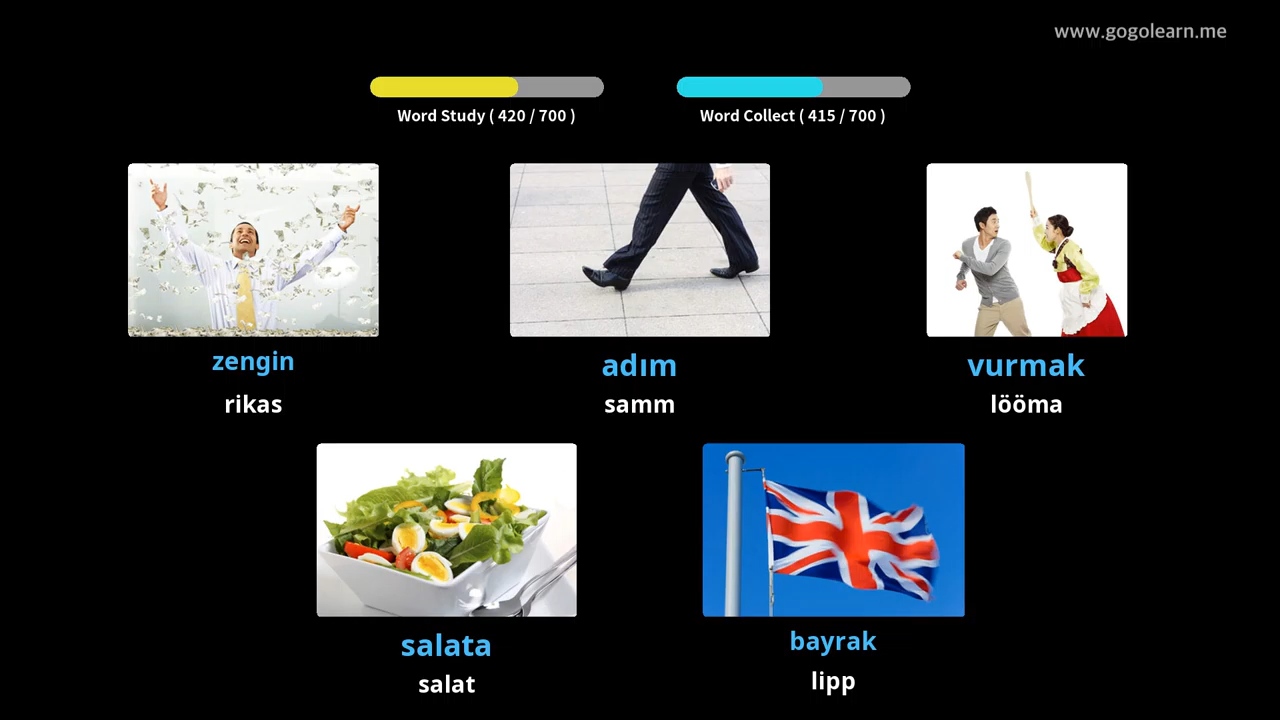 www.gogolearn.me
Word Study ( 420 / 700 )
Word Collect ( 415 / 700 )
zengin
rikas
adım
samm
vurmak
lööma
salata
salat
bayrak
lipp